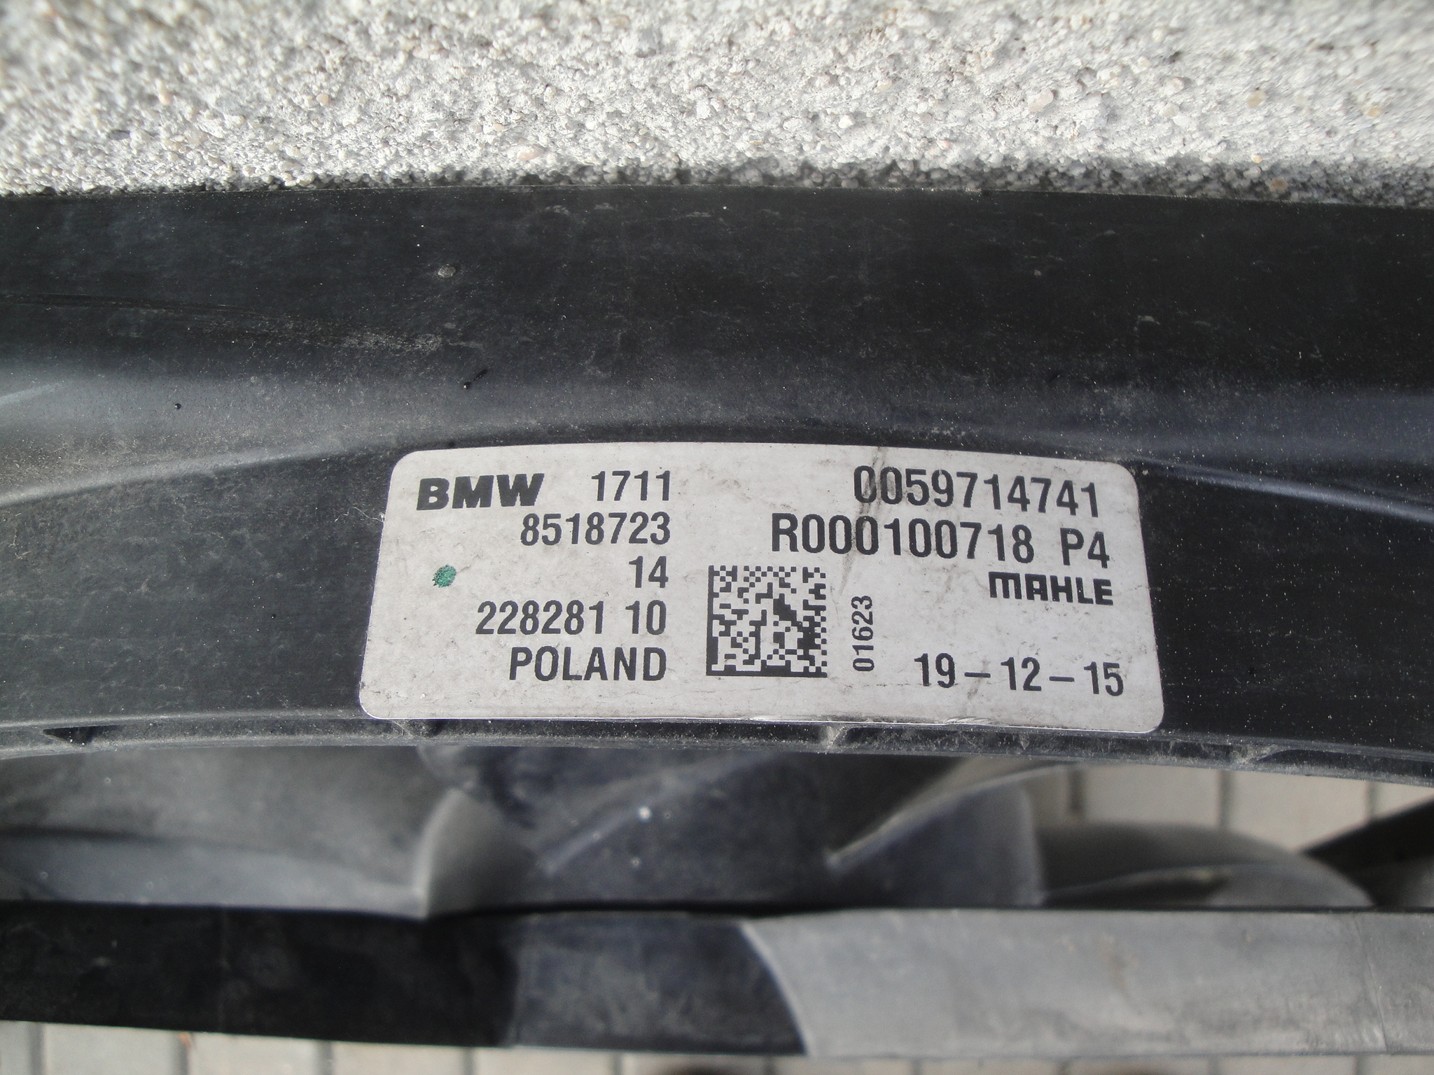 BMW 1711
8518723
14
228281 10
POLAND
0059714741
R000100718 P4
MAHLE
01623
19-12-15